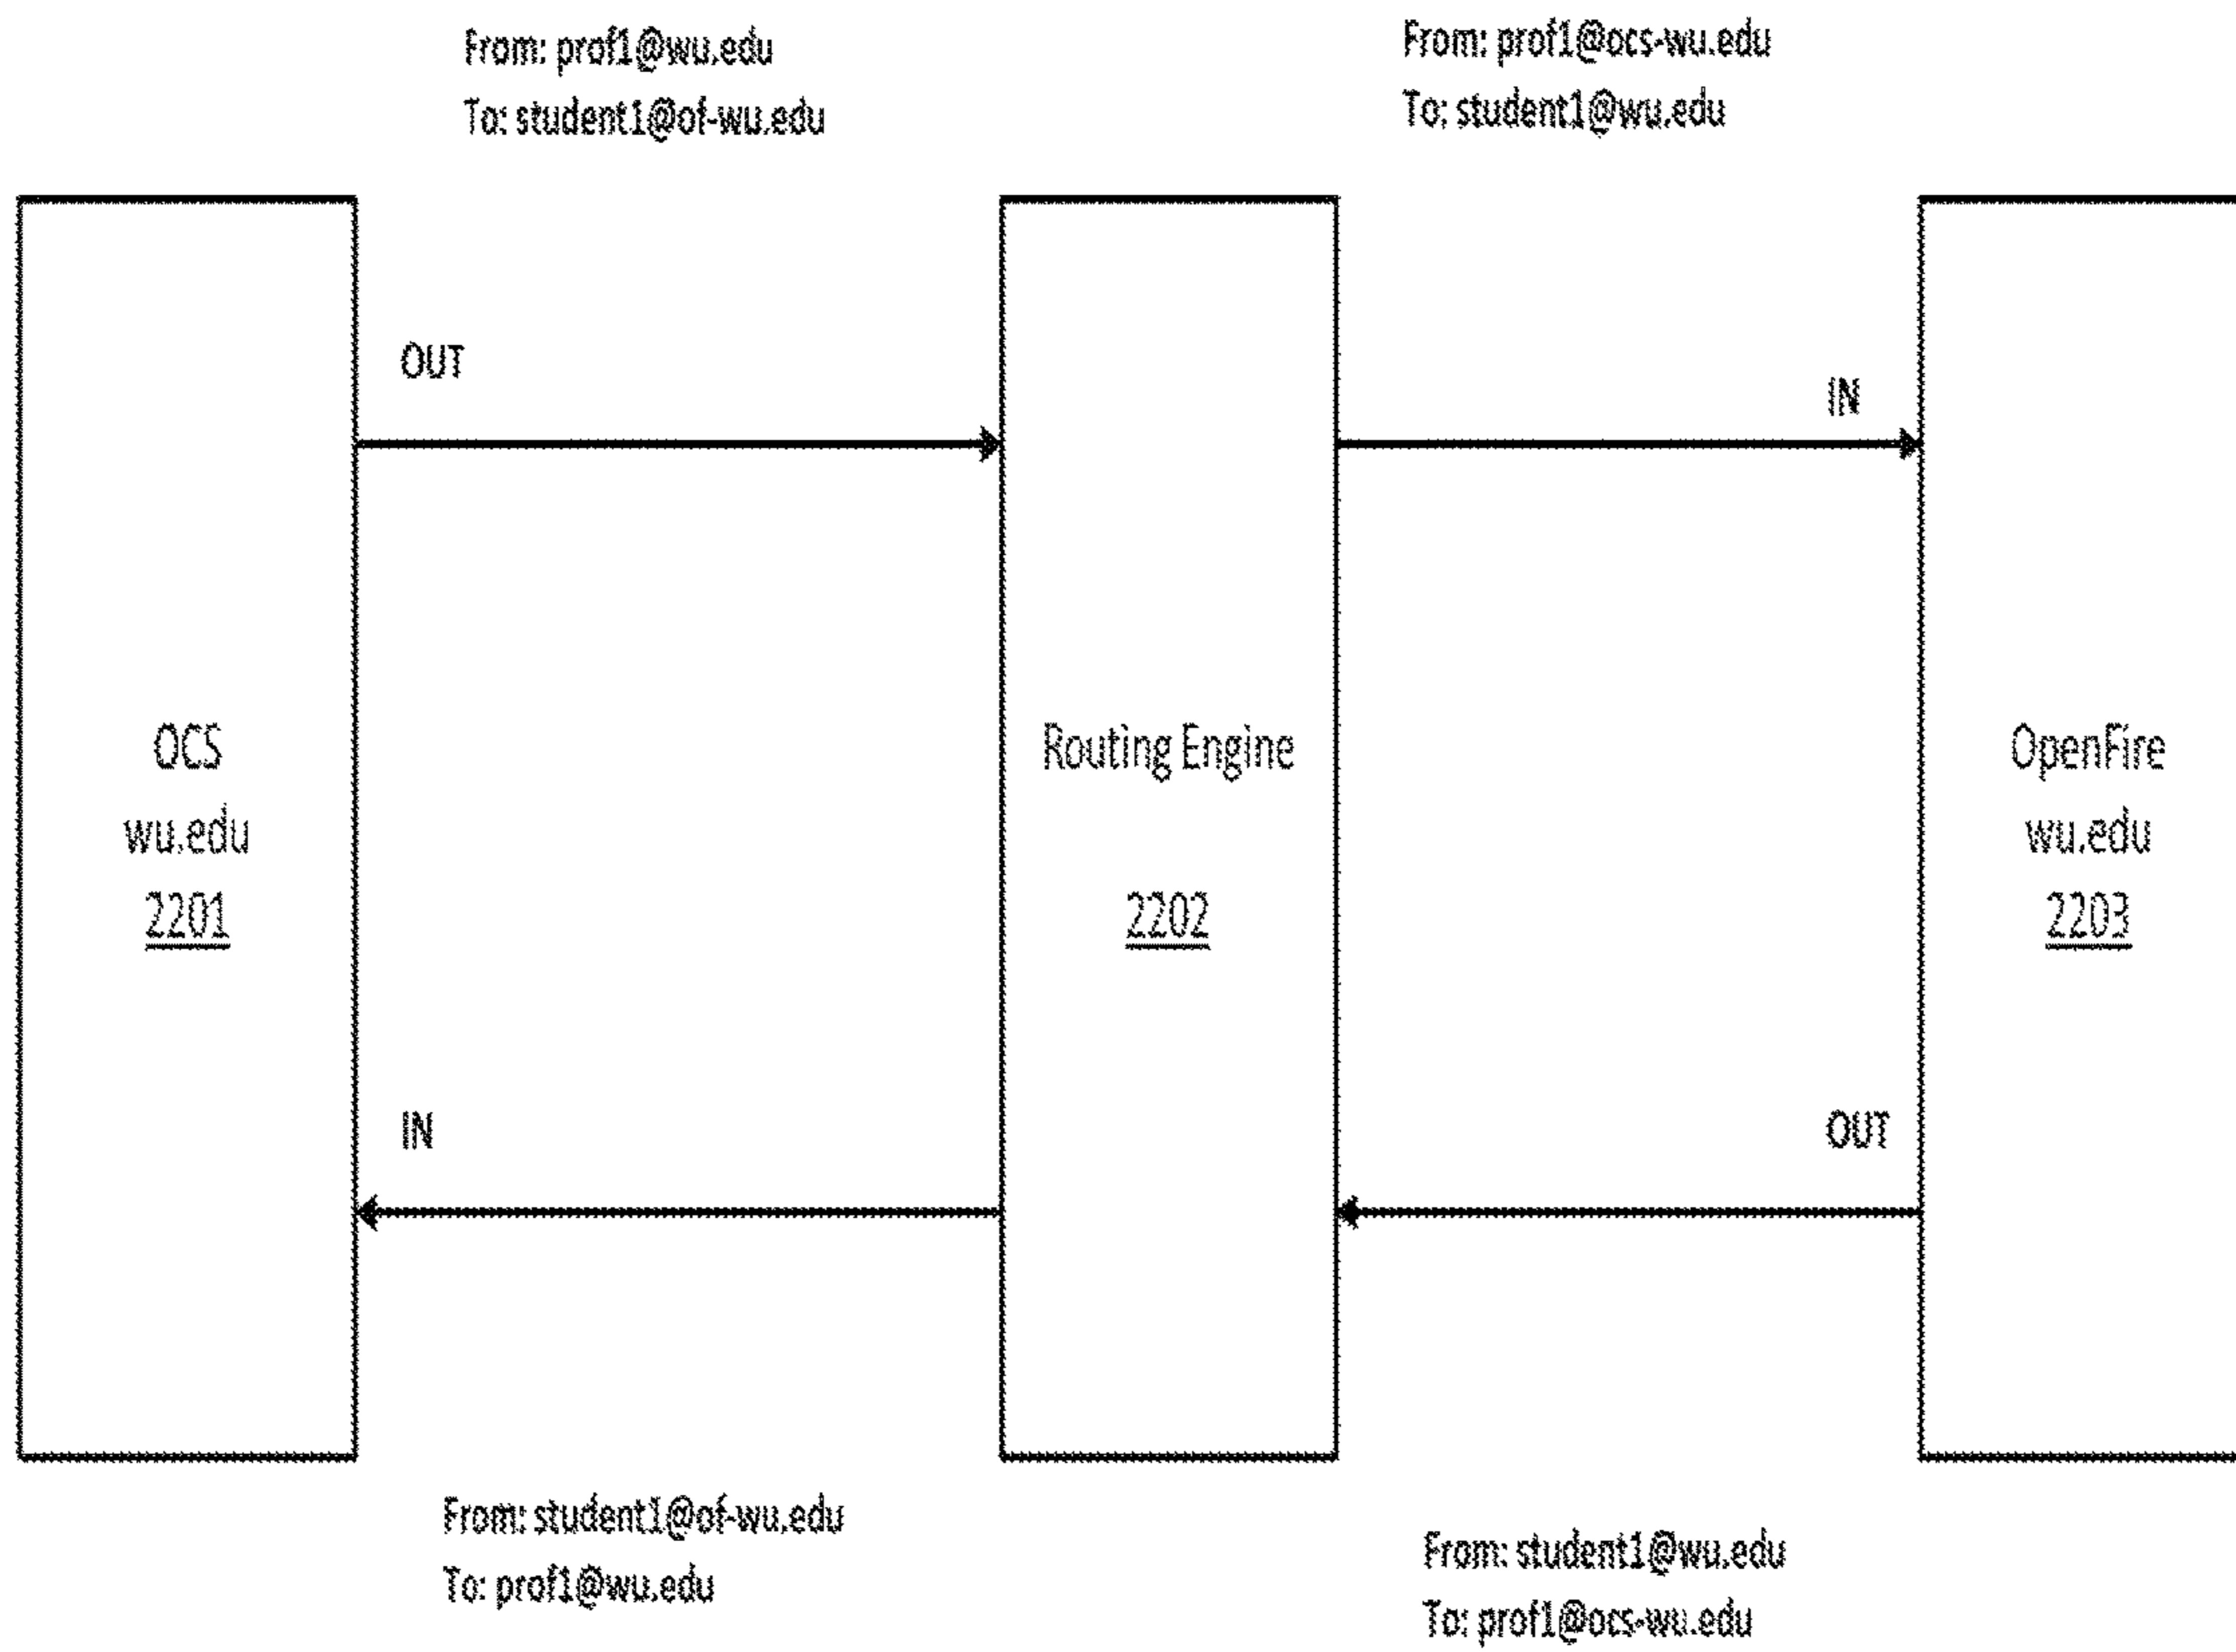 From: prof1@wu.edu
To: student1@of-wu.edu
From: prof1@ocs-wu.edu
To: student1@wu.edu
OUT
IN
OCS
wu.edu
2201
Routing Engine
2202
OpenFire
wu.edu
2203
IN
OUT
From: student1@of-wu.edu
To: prof1@wu.edu
From: student1@wu.edu
To: prof1@ocs-wu.edu